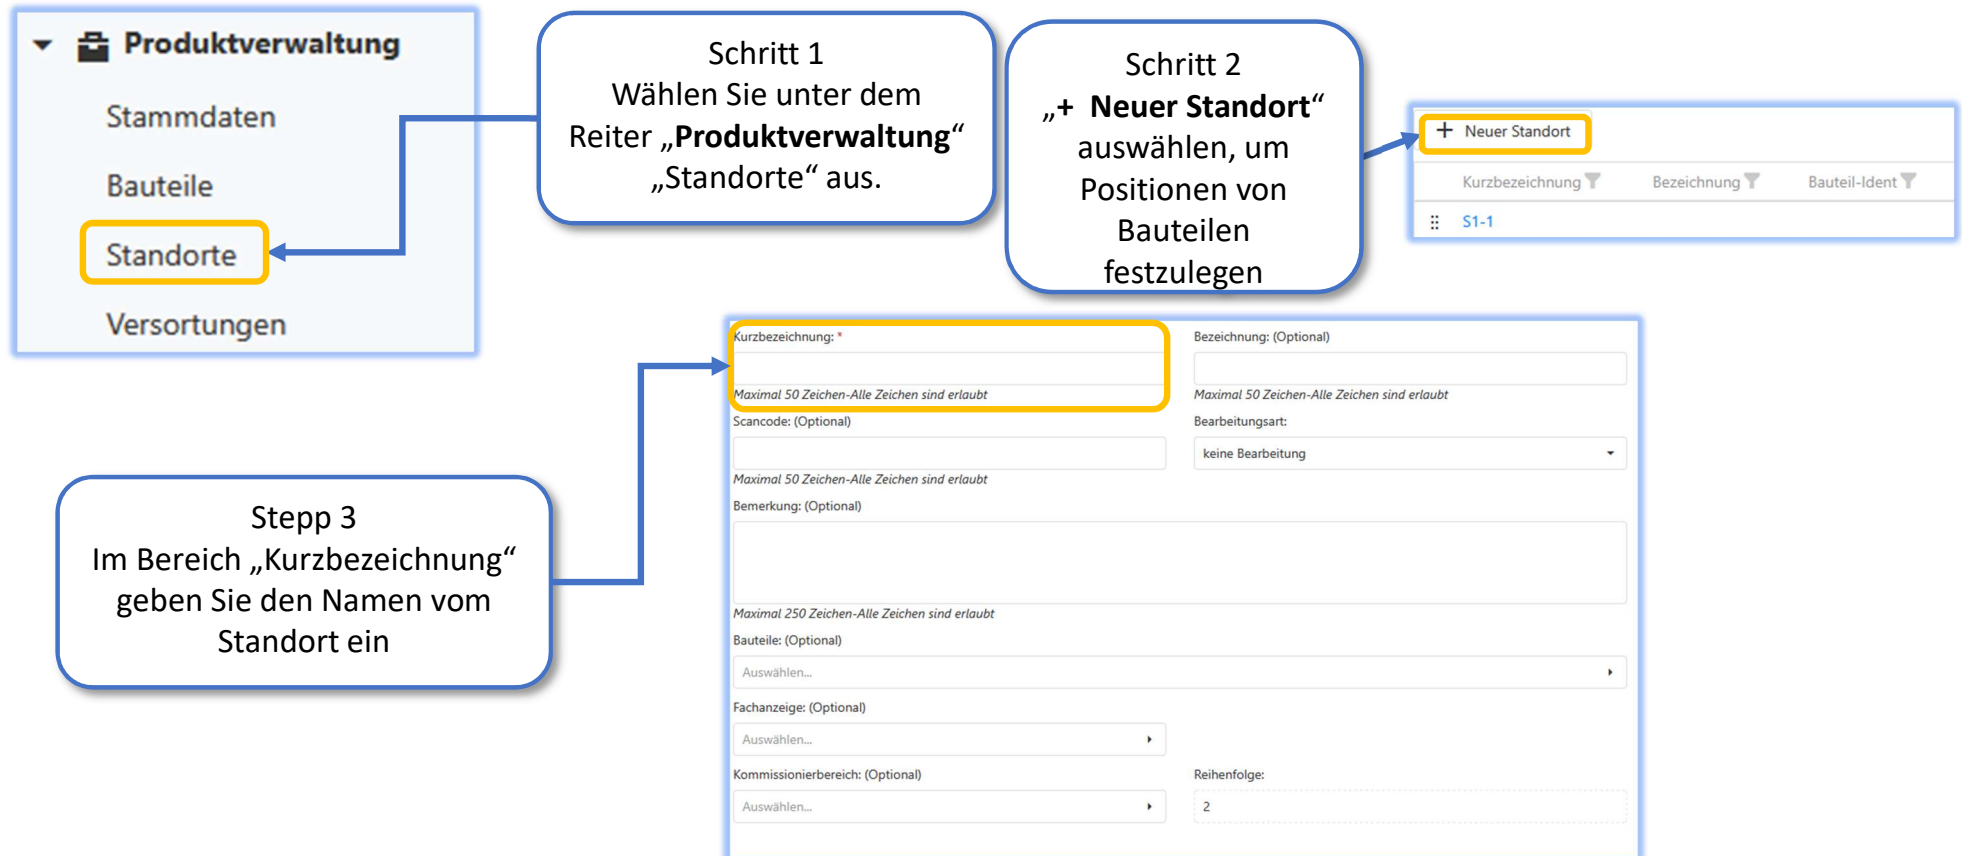 Produktverwaltung
Stammdaten
Bauteile
Standorte
Versortungen
Schritt 1
Wählen Sie unter dem
Reiter „Produktverwaltung“
„Standorte“ aus.
Schritt 2
„+ Neuer Standort“
auswählen, um
Positionen von
Bauteilen
festzulegen
+ Neuer Standort
Kurzbezeichnung Bezeichnung Bauteil-Ident
S1-1
Stepp 3
Im Bereich „Kurzbezeichnung“
geben Sie den Namen vom
Standort ein
Kurzbezeichnung: * Bezeichnung: (Optional)
Maximal 50 Zeichen-Alle Zeichen sind erlaubt Maximal 50 Zeichen-Alle Zeichen sind erlaubt
Scancode: (Optional) Bearbeitungsart:
keine Bearbeitung
Maximal 50 Zeichen-Alle Zeichen sind erlaubt
Bemerkung: (Optional)
Maximal 250 Zeichen-Alle Zeichen sind erlaubt
Bauteile: (Optional)
Auswählen...
Fachanzeige: (Optional)
Auswählen...
Kommissionierbereich: (Optional) Reihenfolge:
Auswählen... 2